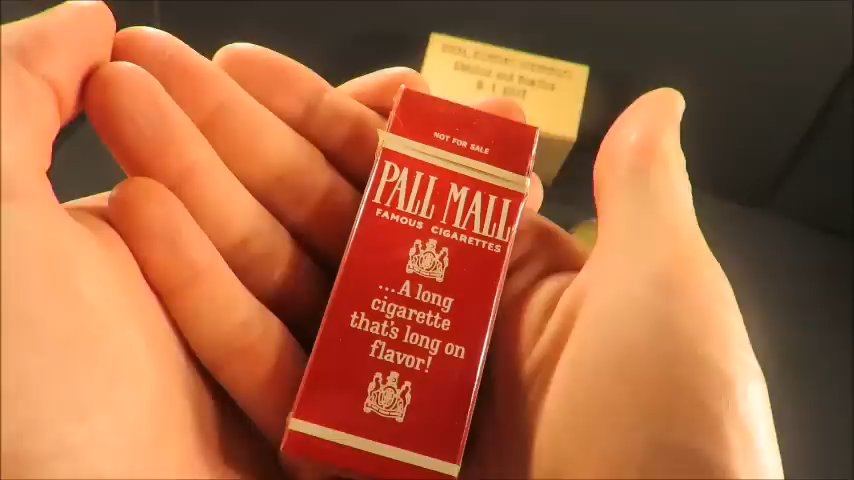 NOT FOR SALE
PALL MALL
FAMOUS CIGARETTES
...A long
cigarette
that's long on
flavor!